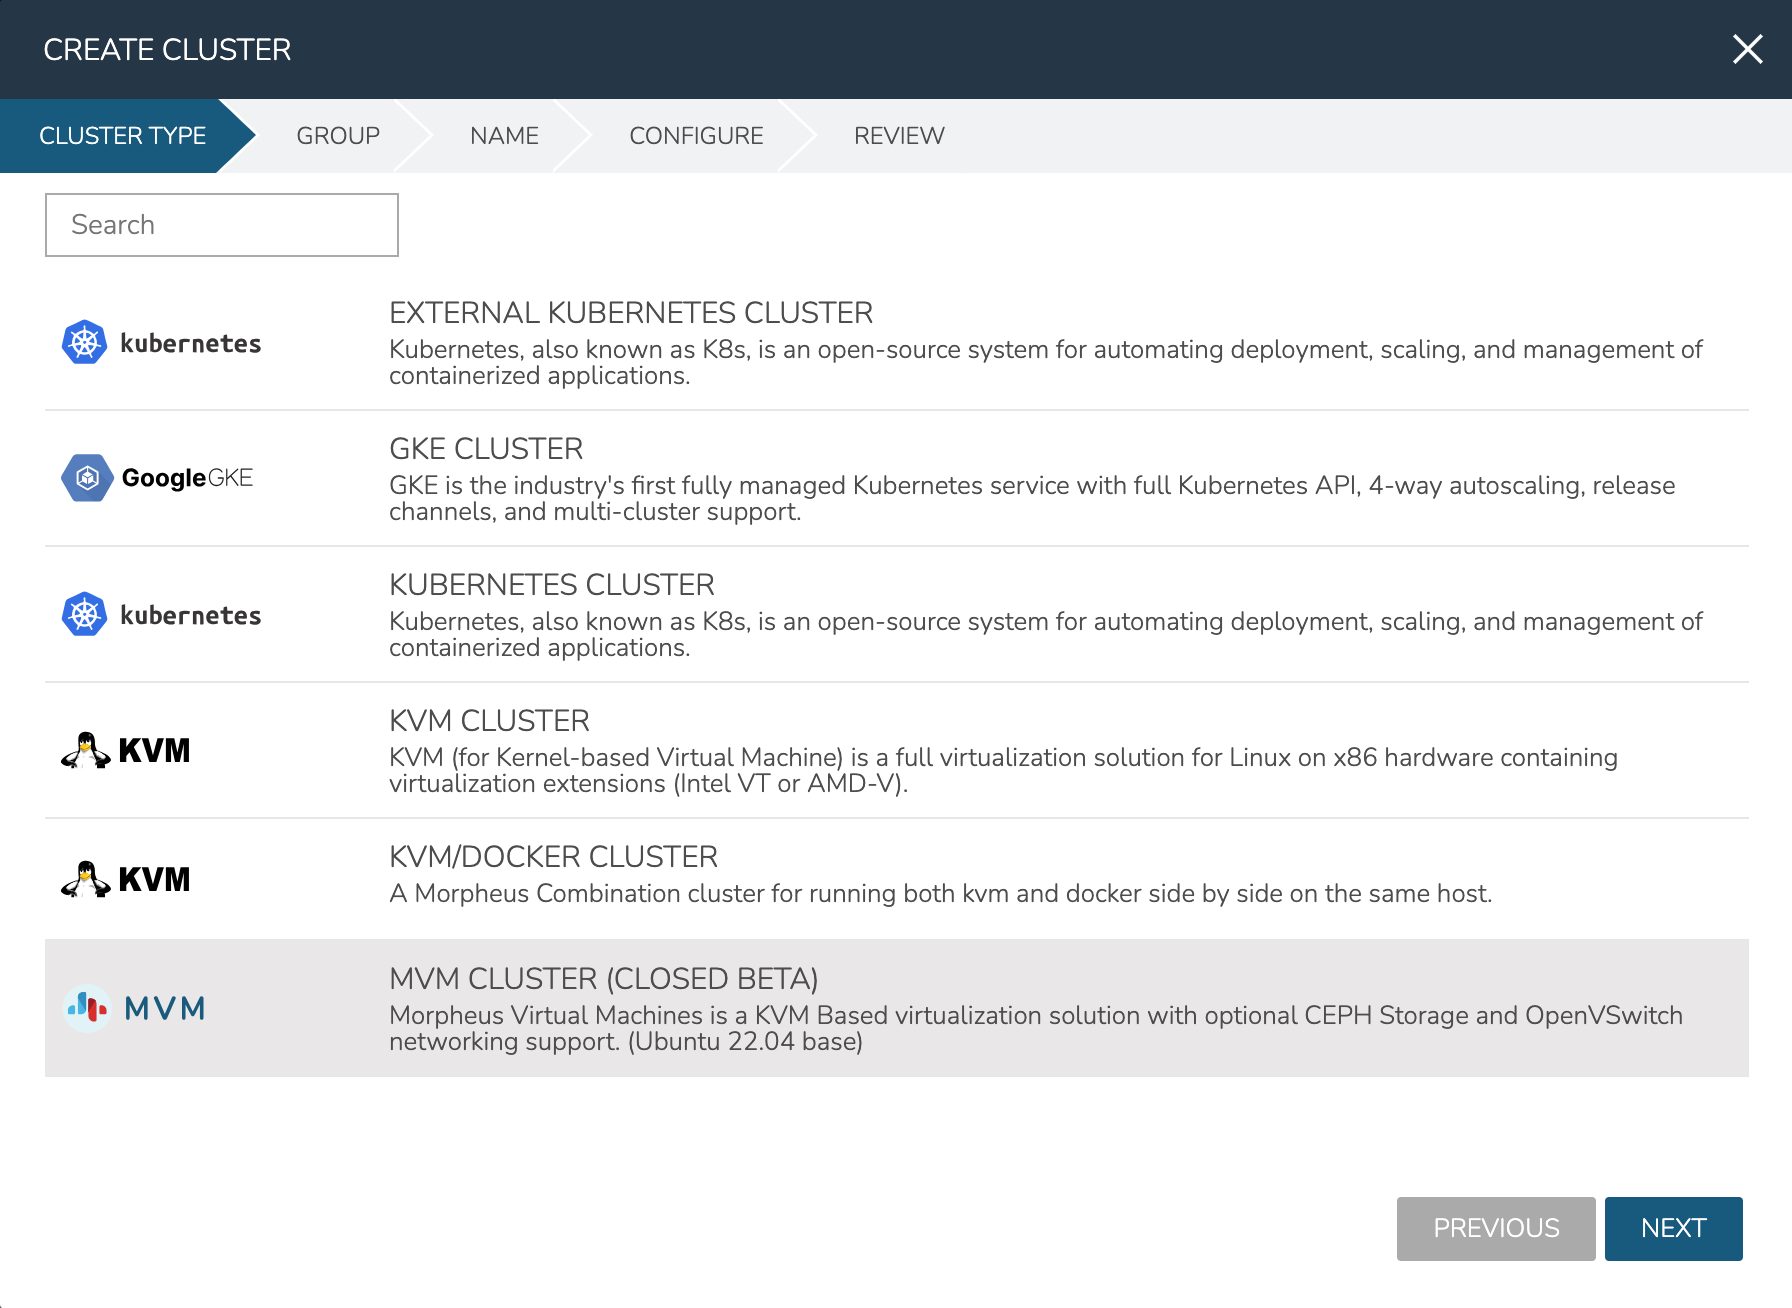 CREATE CLUSTER
CLUSTER TYPE
GROUP
NAME
CONFIGURE
REVIEW
Search
kubernetes
EXTERNAL KUBERNETES CLUSTER
Kubernetes, also known as K8s, is an open-source system for automating deployment, scaling, and management of
containerized applications.
GoogleGKE
GKE CLUSTER
GKE is the industry's first fully managed Kubernetes service with full Kubernetes API, 4-way autoscaling, release
channels, and multi-cluster support.
kubernetes
KUBERNETES CLUSTER
Kubernetes, also known as K8s, is an open-source system for automating deployment, scaling, and management of
containerized applications.
KVM
KVM CLUSTER
KVM (for Kernel-based Virtual Machine) is a full virtualization solution for Linux on x86 hardware containing
virtualization extensions (Intel VT or AMD-V).
KVM
KVM/DOCKER CLUSTER
A Morpheus Combination cluster for running both kvm and docker side by side on the same host.
MVM
MVM CLUSTER (CLOSED BETA)
Morpheus Virtual Machines is a KVM Based virtualization solution with optional CEPH Storage and OpenVSwitch
networking support. (Ubuntu 22.04 base)
PREVIOUS
NEXT